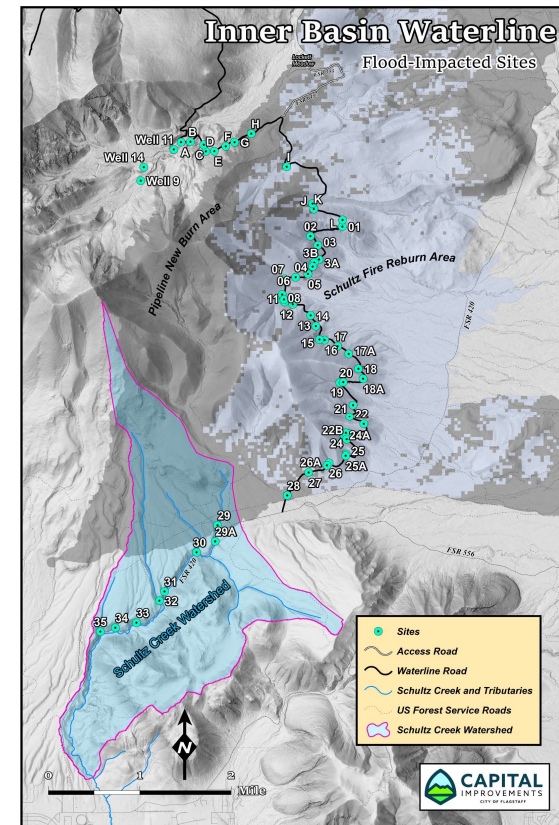 Inner Basin Waterline
Flood-Impacted Sites
Lockett
Meadow
FSR 552
B
H
Well 11
D
F
G
A
C
E
Well 14
I
Well 9
J
K
L
01
02
03
3B
3A
04
07
06
05
Pipeline New Burn Area
Schultz Fire Reburn Area
08
11
12
14
13
FSR 420
17
15
16
17A
18
20
19
18A
21
22
22B
24A
24
25
26A
25A
26
27
28
29
29A
30
FSR 420
FSR 556
31
32
33
34
35
Schultz Creek Watershed
Sites
Access Road
Waterline Road
Schultz Creek and Tributaries
US Forest Service Roads
Schultz Creek Watershed
N
0 1 2
Mile
CAPITAL
IMPROVEMENTS
CITY OF FLAGSTAFF